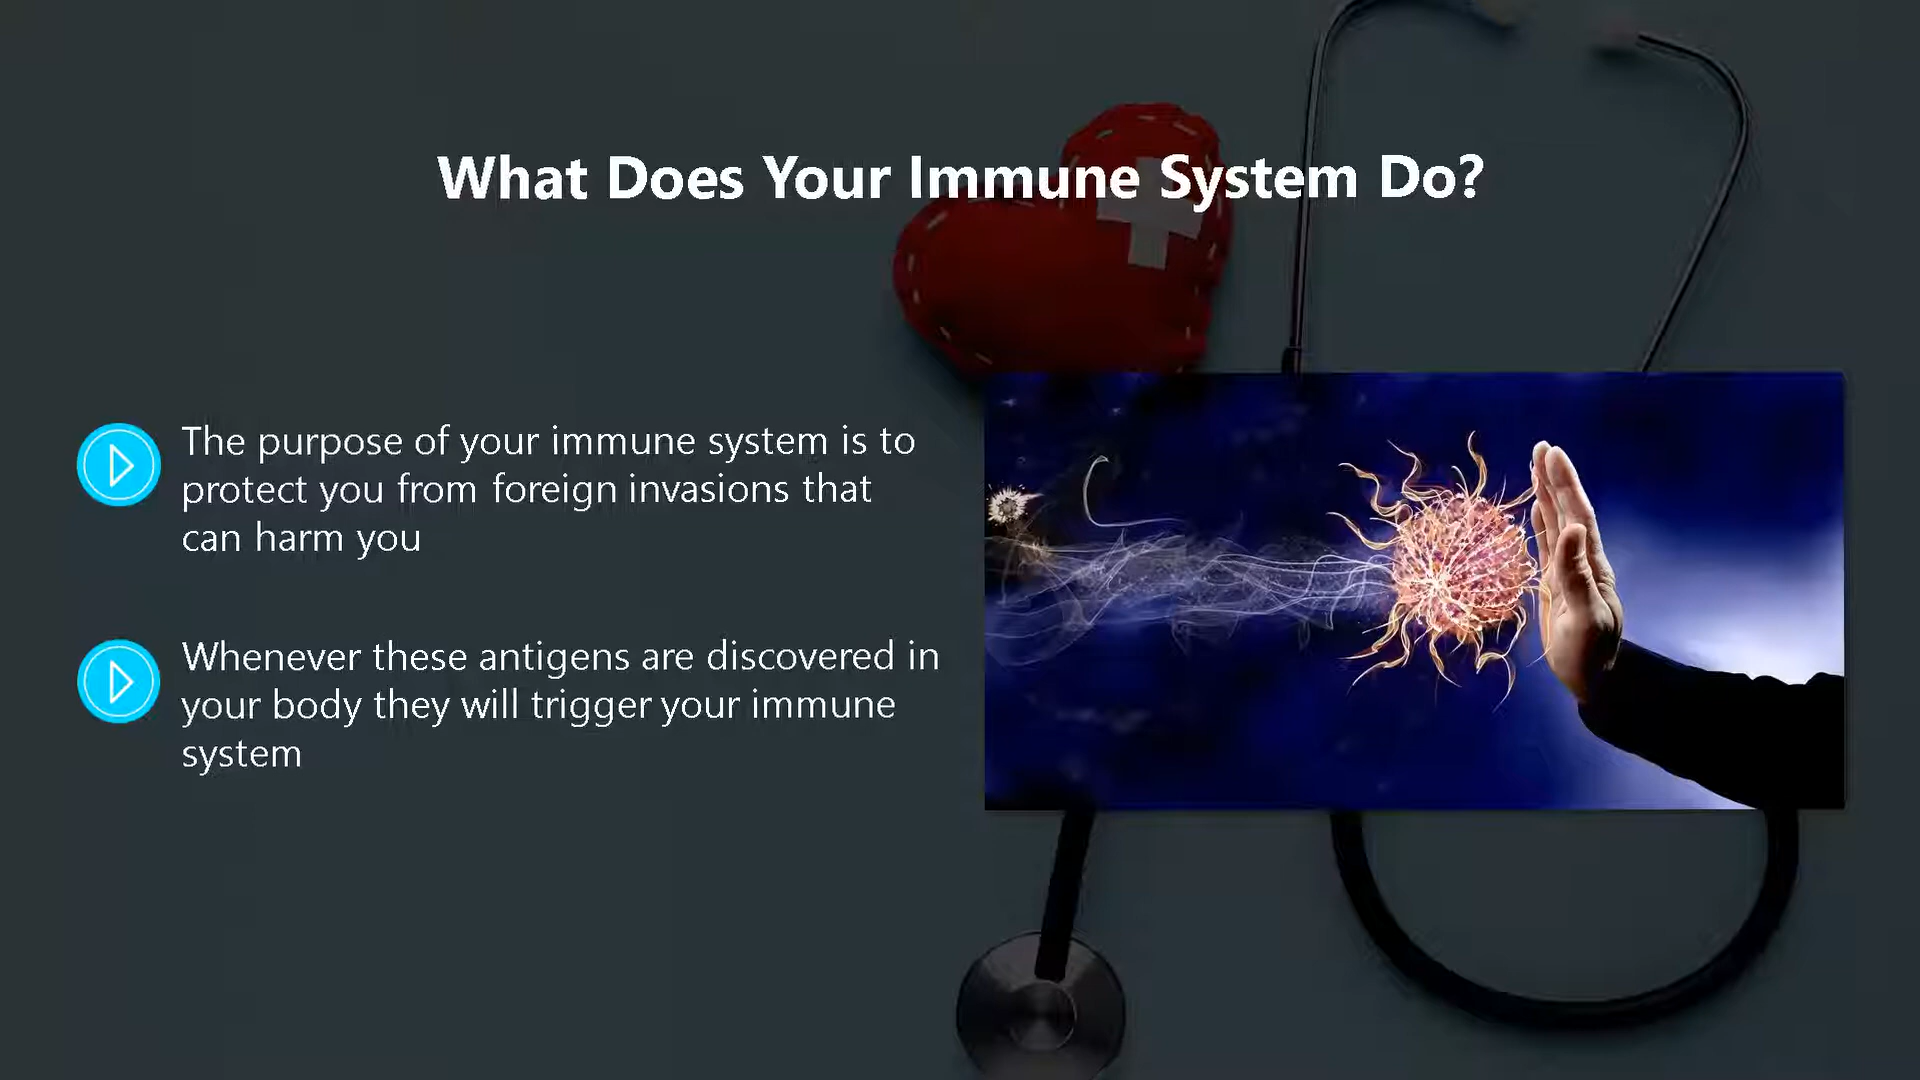 What Does Your Immune System Do?
The purpose of your immune system is to
protect you from foreign invasions that
can harm you
Whenever these antigens are discovered in
your body they will trigger your immune
system